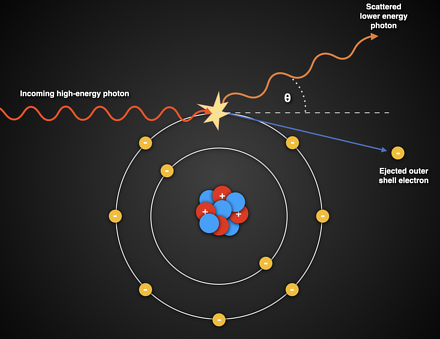 Scattered
lower energy
photon
Incoming high-energy photon
θ
-
Ejected outer
shell electron
-
-
-
+
+
+
-
-
-
-
-
-